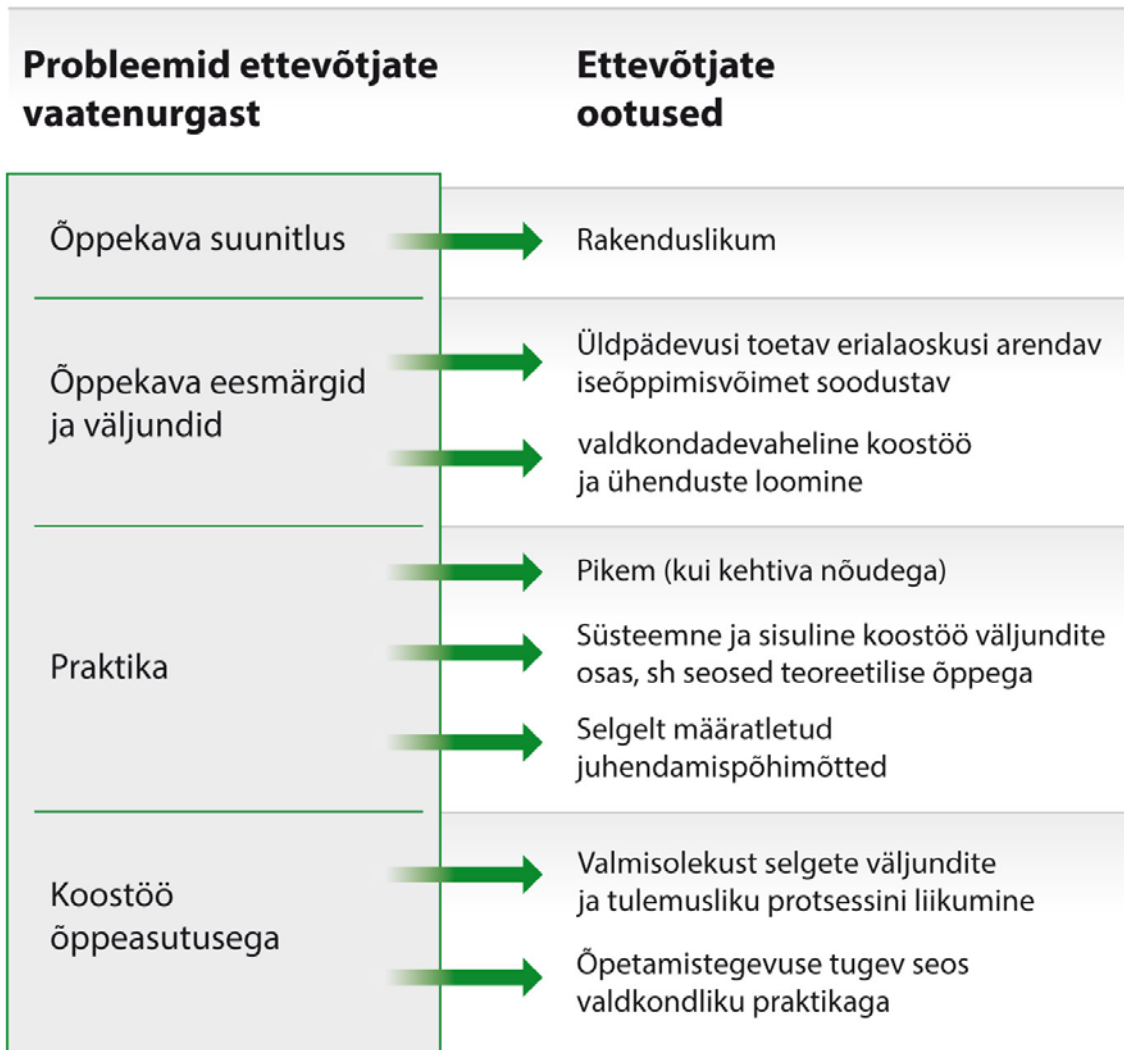 Probleemid ettevõtjate
vaatenurgast
Ettevõtjate
ootused
Õppekava suunitlus
Rakenduslikum
Õppekava eesmärgid
ja väljundid
Üldpädevusi toetav erialaoskusi arendav
iseõppimisvõimet soodustav
valdkondadevaheline koostöö
ja ühenduste loomine
Praktika
Pikem (kui kehtiva nõudega)
Süsteemne ja sisuline koostöö väljundite
osas, sh seosed teoreetilise õppega
Selgelt määratletud
juhendamispõhimõtted
Koostöö
õppeasutusega
Valmisolekust selgete väljundite
ja tulemusliku protsessini liikumine
Õpetamistegevuse tugev seos
valdkondliku praktikaga